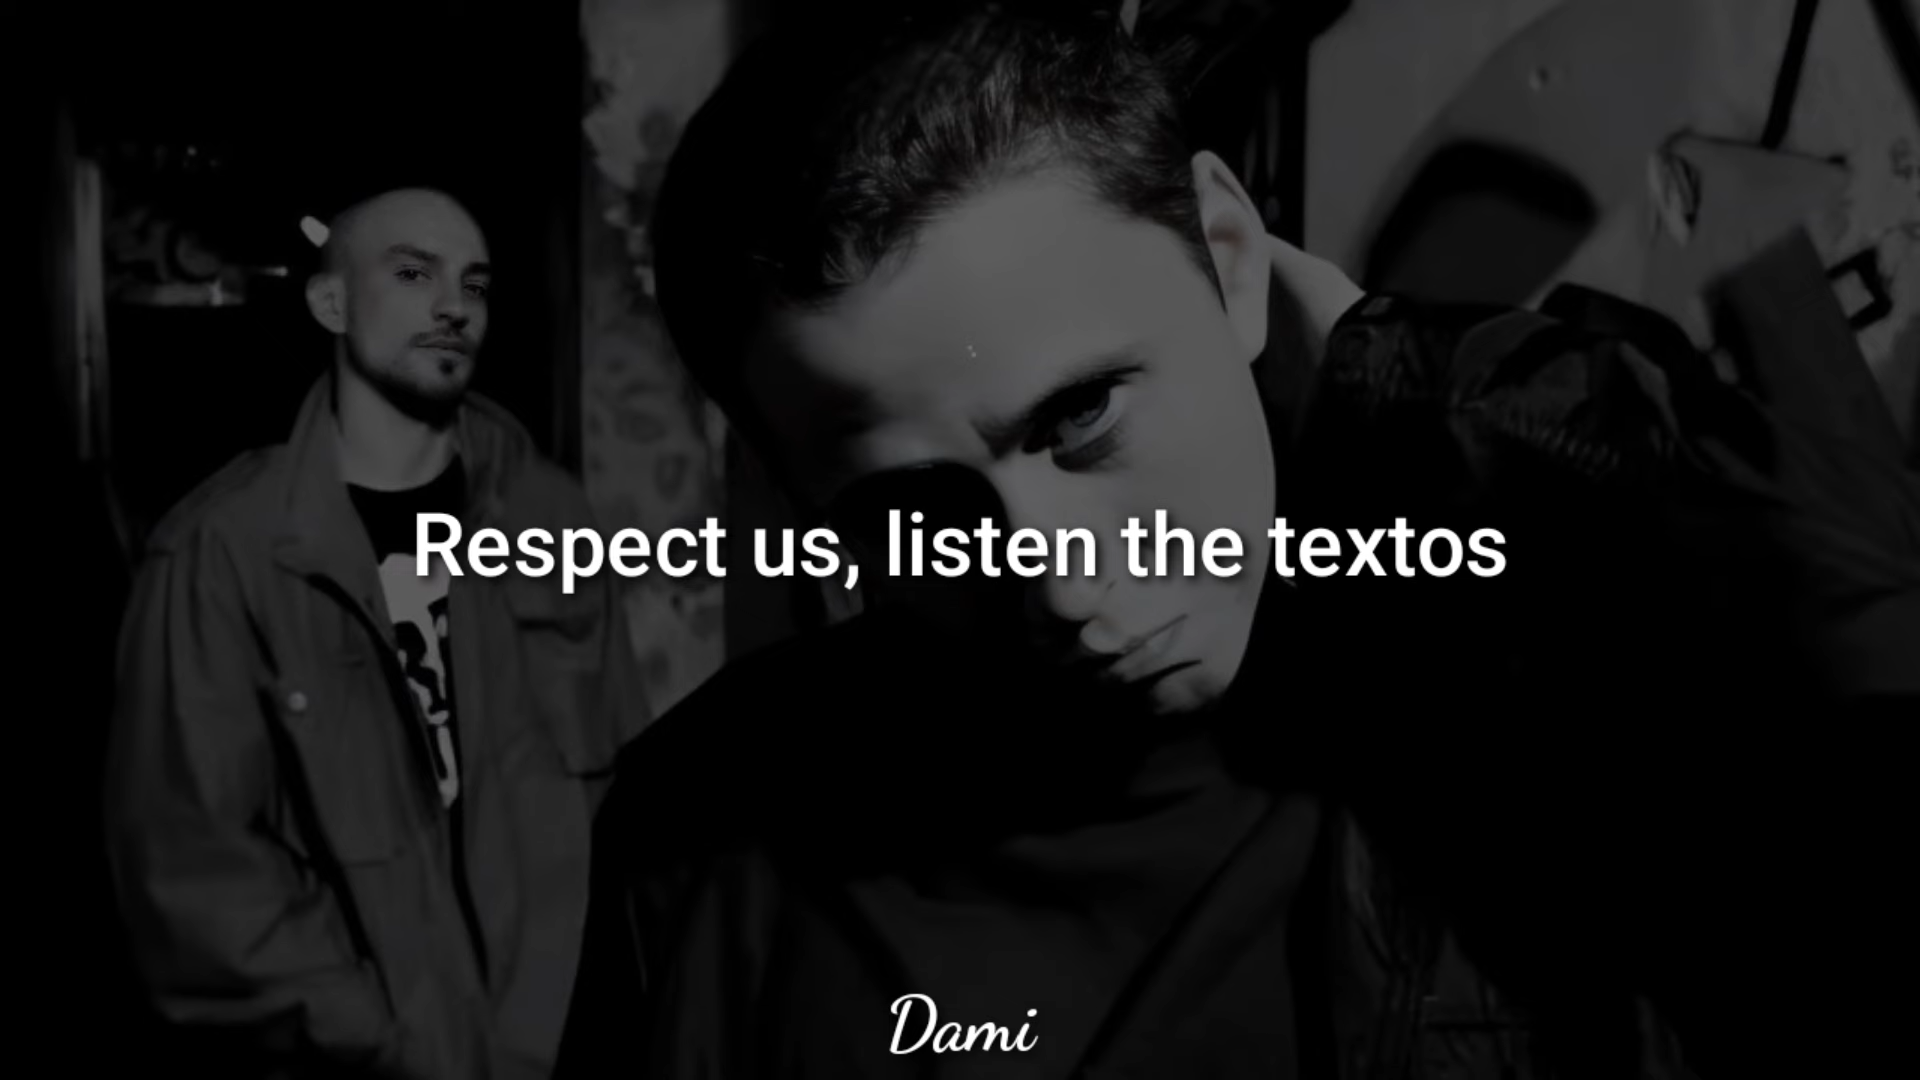 Respect us, listen the textos
Dami